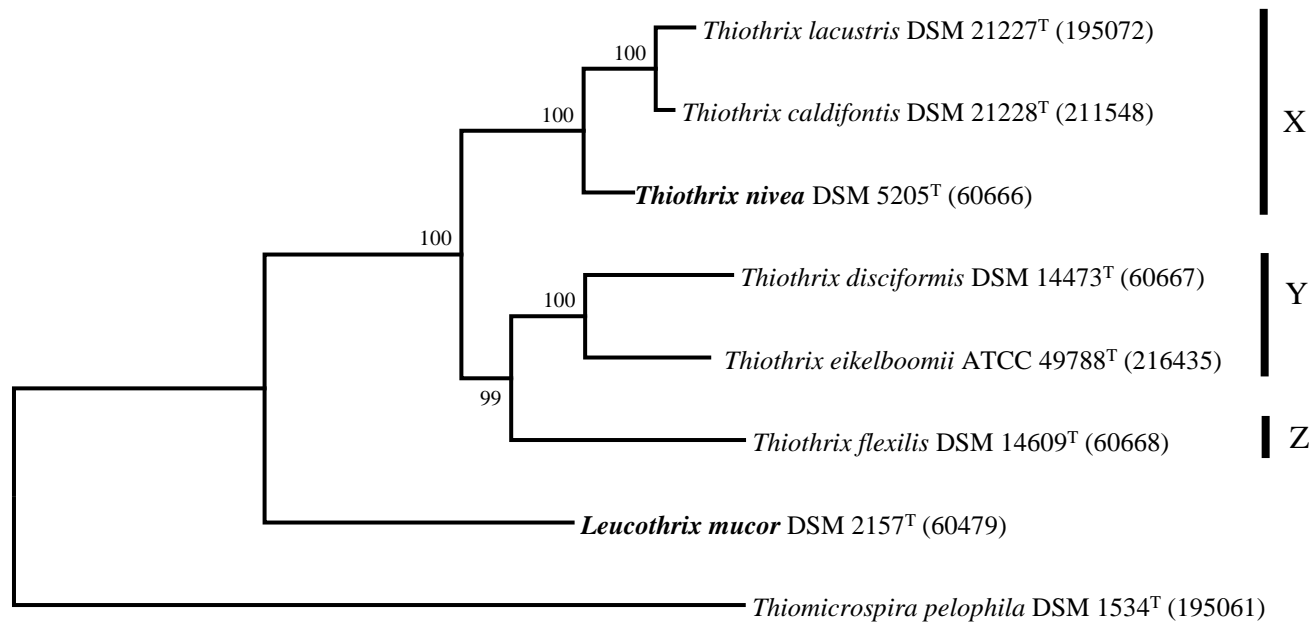 Thiothrix lacustris DSM 21227ᵀ (195072)
100
X
Thiothrix caldifontis DSM 21228ᵀ (211548)
100
Thiothrix nivea DSM 5205ᵀ (60666)
100
Thiothrix disciformis DSM 14473ᵀ (60667)
Y
100
Thiothrix eikelboomii ATCC 49788ᵀ (216435)
99
Thiothrix flexilis DSM 14609ᵀ (60668)
Z
Leucothrix mucor DSM 2157ᵀ (60479)
Thiomicrospira pelophila DSM 1534ᵀ (195061)